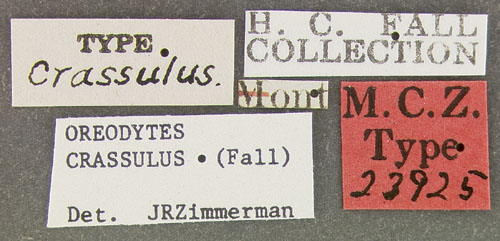 TYPE.
Crassulus.
H. C. FALL
COLLECTION
Mont
M.C.Z.
Type
23925
OREODYTES
CRASSULUS (Fall)
Det. JRZimmerman